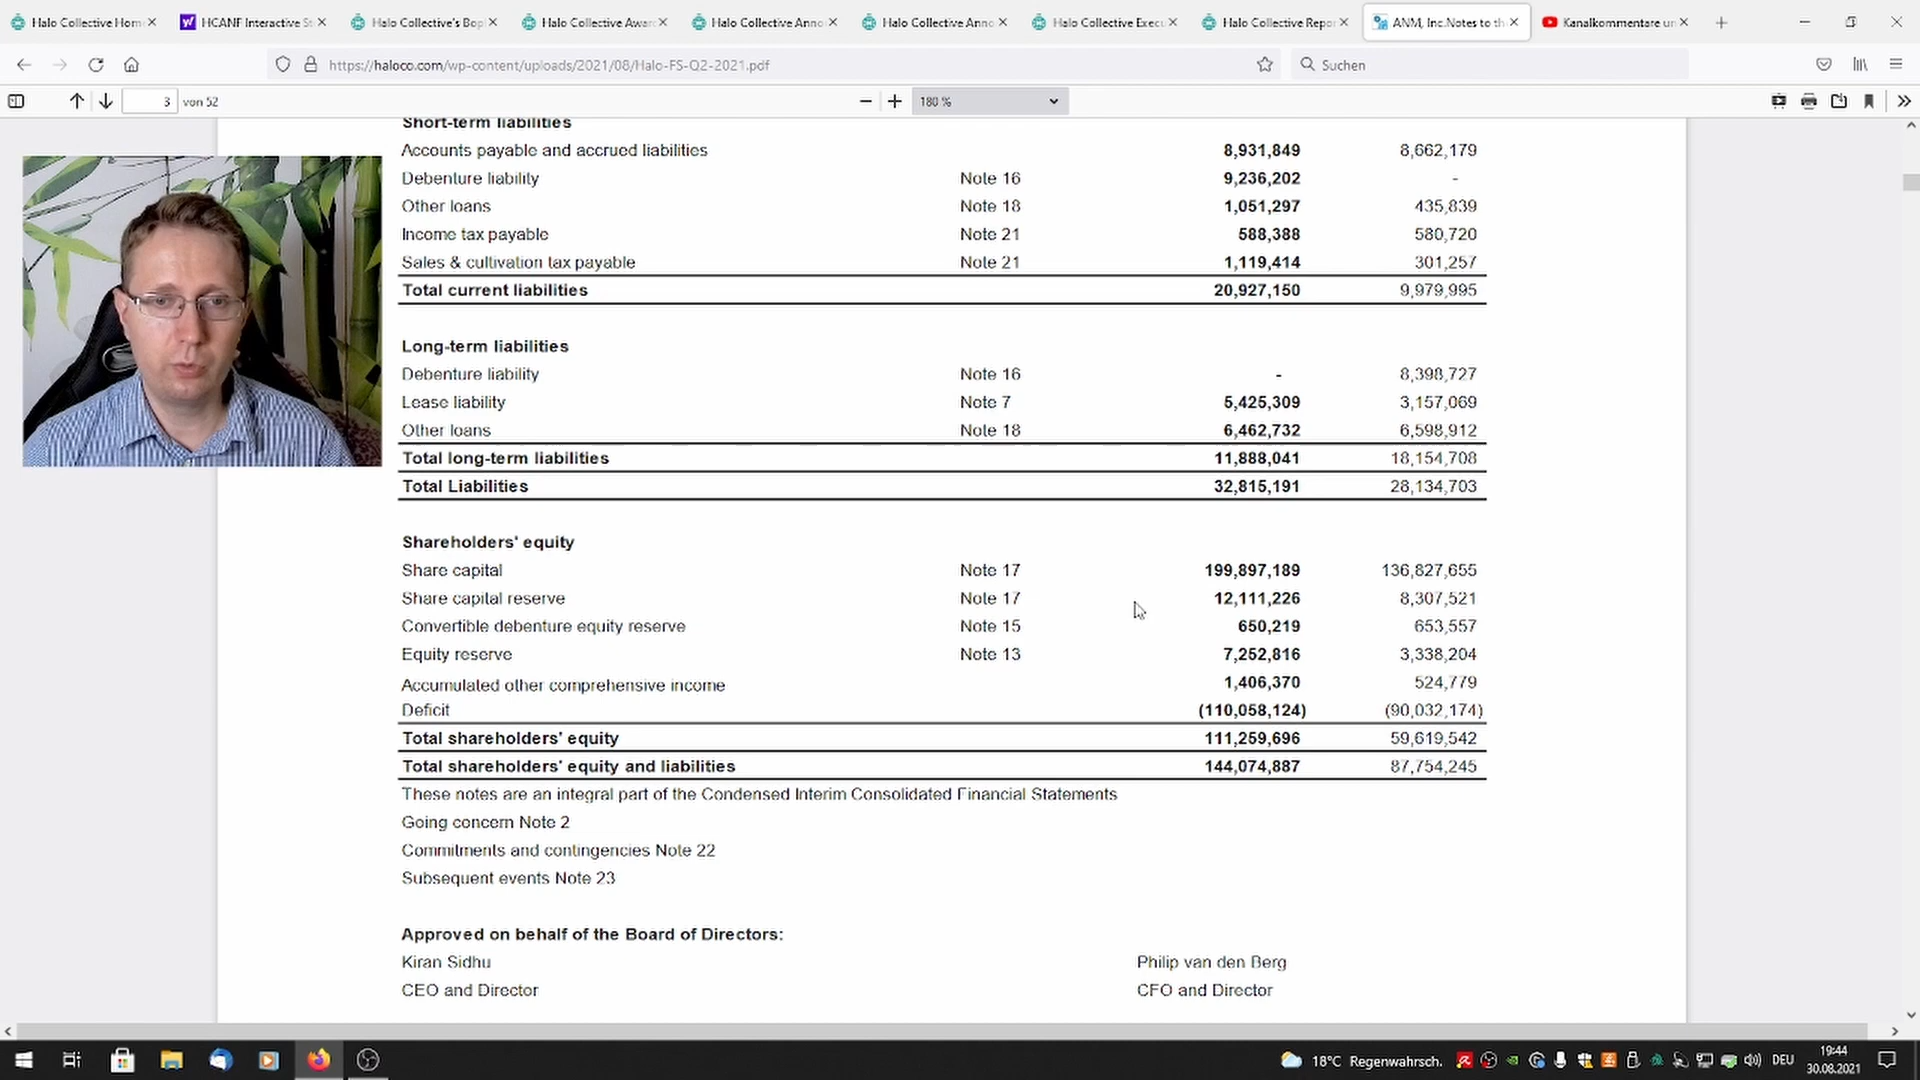 Halo Collective Hom
HCANF Interactive St
Halo Collective's Bop
Halo Collective Awar
Halo Collective Anno
Halo Collective Anno
Halo Collective Execu
Halo Collective Repor
ANM, Inc.Notes to th
Kanalkommentare un
https://haloco.com/wp-content/uploads/2021/08/Halo-FS-Q2-2021.pdf
Suchen
3 von 52
180 %
Short-term liabilities
Accounts payable and accrued liabilities 8,931,849 8,662,179
Debenture liability Note 16 9,236,202 -
Other loans Note 18 1,051,297 435,839
Income tax payable Note 21 588,388 580,720
Sales & cultivation tax payable Note 21 1,119,414 301,257
Total current liabilities 20,927,150 9,979,995
Long-term liabilities
Debenture liability Note 16 - 8,398,727
Lease liability Note 7 5,425,309 3,157,069
Other loans Note 18 6,462,732 6,598,912
Total long-term liabilities 11,888,041 18,154,708
Total Liabilities 32,815,191 28,134,703
Shareholders' equity
Share capital Note 17 199,897,189 136,827,655
Share capital reserve Note 17 12,111,226 8,307,521
Convertible debenture equity reserve Note 15 650,219 653,557
Equity reserve Note 13 7,252,816 3,338,204
Accumulated other comprehensive income 1,406,370 524,779
Deficit (110,058,124) (90,032,174)
Total shareholders' equity 111,259,696 59,619,542
Total shareholders' equity and liabilities 144,074,887 87,754,245
These notes are an integral part of the Condensed Interim Consolidated Financial Statements
Going concern Note 2
Commitments and contingencies Note 22
Subsequent events Note 23
Approved on behalf of the Board of Directors:
Kiran Sidhu Philip van den Berg
CEO and Director CFO and Director
18°C Regenwahrsch.
DEU
19:44
30.08.2021